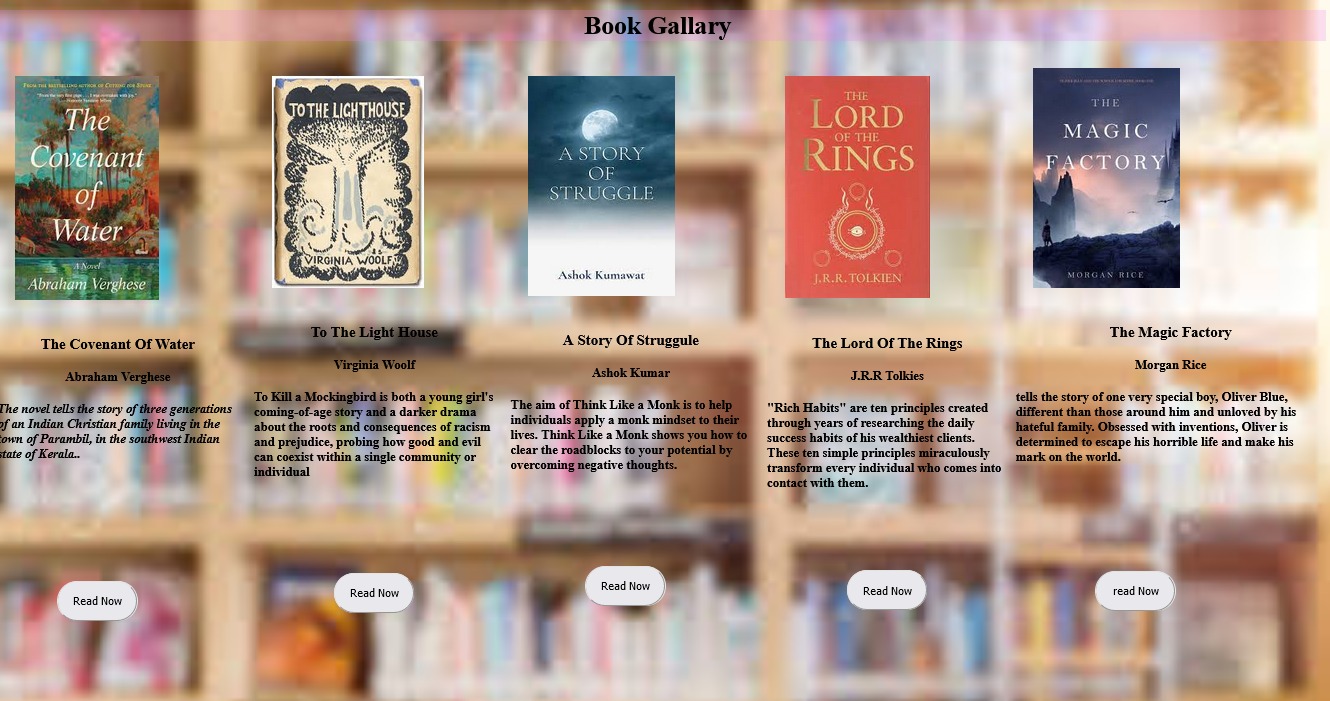 Book Gallary
FROM THE BESTSELLING AUTHOR OF CUTTING FOR STONE
The
Covenant
of
Water
A Novel
Abraham Verghese
TO THE LIGHTHOUSE
VIRGINIA WOOLF
A STORY
OF
STRUGGLE
Ashok Kumawat
THE
LORD
OF THE
RINGS
J.R.R. TOLKIEN
THE
MAGIC
FACTORY
MORGAN RICE
The Covenant Of Water
Abraham Verghese
The novel tells the story of three generations
of an Indian Christian family living in the
town of Parambil, in the southwest Indian
state of Kerala..
Read Now
To The Light House
Virginia Woolf
To Kill a Mockingbird is both a young girl's
coming-of-age story and a darker drama
about the roots and consequences of racism
and prejudice, probing how good and evil
can coexist within a single community or
individual
Read Now
A Story Of Struggule
Ashok Kumar
The aim of Think Like a Monk is to help
individuals apply a monk mindset to their
lives. Think Like a Monk shows you how to
clear the roadblocks to your potential by
overcoming negative thoughts.
Read Now
The Lord Of The Rings
J.R.R Tolkies
"Rich Habits" are ten principles created
through years of researching the daily
success habits of his wealthiest clients.
These ten simple principles miraculously
transform every individual who comes into
contact with them.
Read Now
The Magic Factory
Morgan Rice
tells the story of one very special boy, Oliver Blue,
different than those around him and unloved by his
hateful family. Obsessed with inventions, Oliver is
determined to escape his horrible life and make his
mark on the world.
read Now